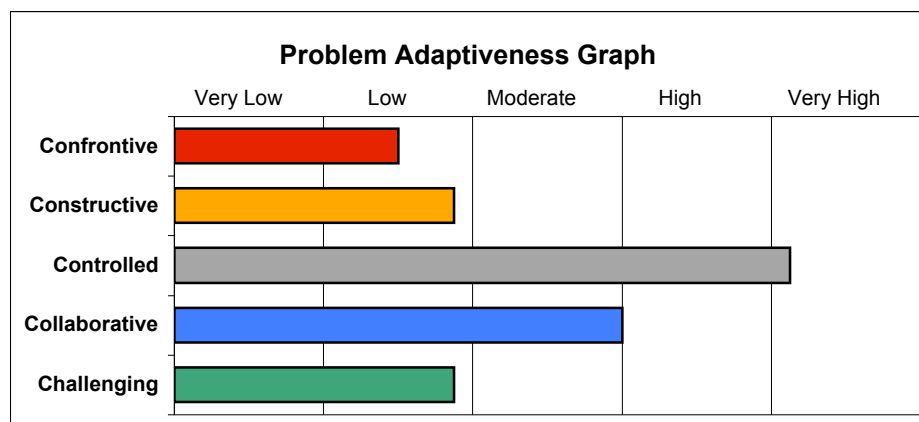 Problem Adaptiveness Graph
Very Low Low Moderate High Very High
Confrontive
Constructive
Controlled
Collaborative
Challenging